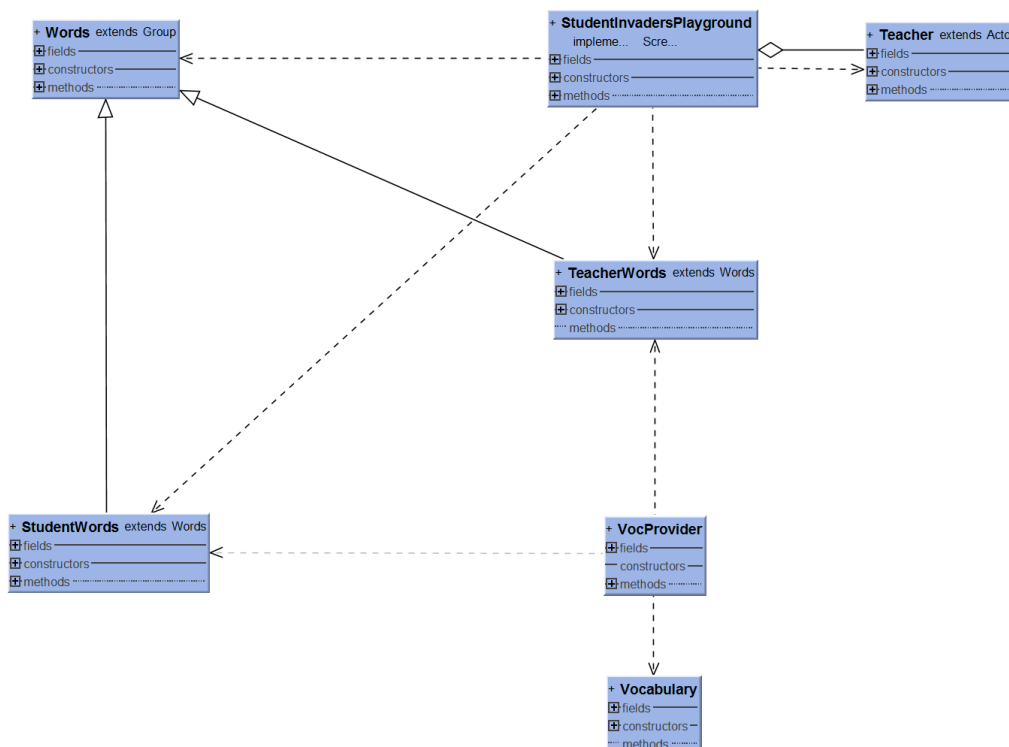 + Words extends Group
fields
constructors
methods
+ StudentInvadersPlayground
impleme... Scre...
fields
constructors
methods
+ Teacher extends Acto
fields
constructors
methods
+ TeacherWords extends Words
fields
constructors
methods
+ StudentWords extends Words
fields
constructors
methods
+ VocProvider
fields
constructors
methods
+ Vocabulary
fields
constructors
methods